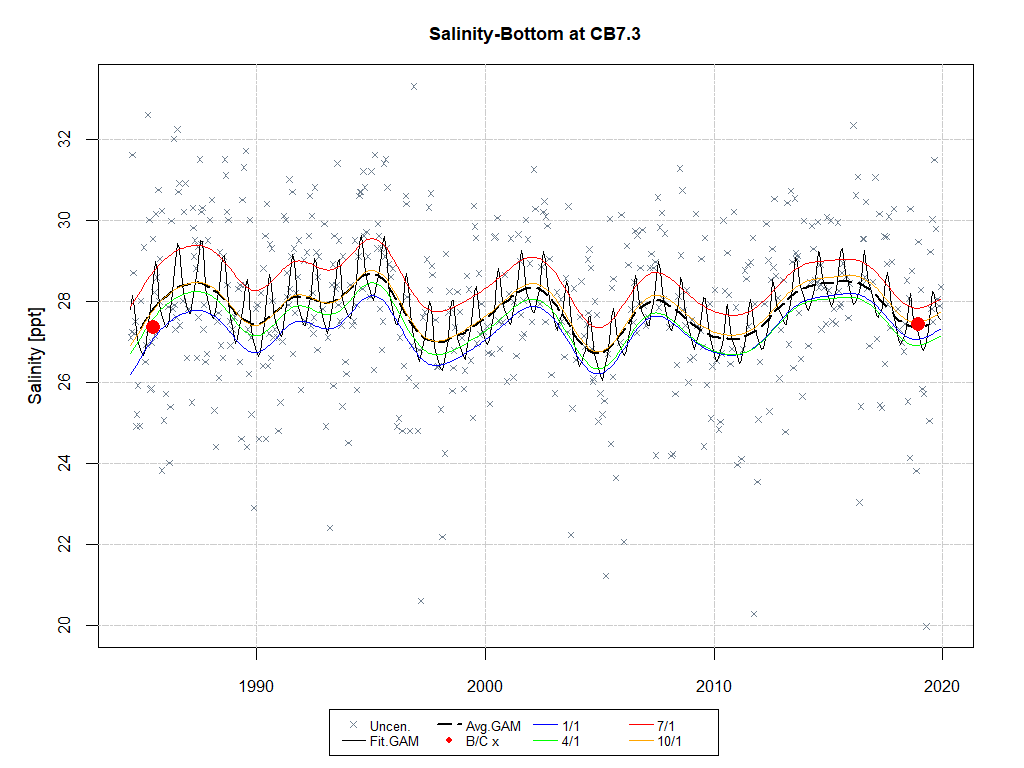 Salinity-Bottom at CB7.3
Salinity [ppt]
32
30
28
26
24
22
20
1990 2000 2010 2020
Uncen. Avg.GAM 1/1 7/1
Fit.GAM B/C x 4/1 10/1